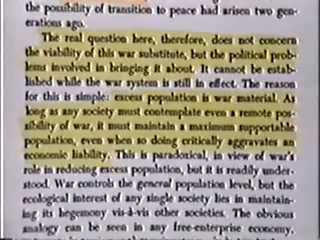 the possibility of transition to peace had arisen two gen-
erations ago.
The real question here, therefore, does not concern
the viability of this war substitute, but the political prob-
lems involved in bringing it about. It cannot be estab-
lished while the war system is still in effect. The reason
for this is simple: excess population is war material. As
long as any society must contemplate even a remote pos-
sibility of war, it must maintain a maximum supportable
population, even when so doing critically aggravates an
economic liability. This is paradoxical, in view of war's
role in reducing excess population, but it is readily under-
stood. War controls the general population level, but the
ecological interest of any single society lies in maintain-
ing its hegemony vis-à-vis other societies. The obvious
analogy can be seen in any free-enterprise economy.